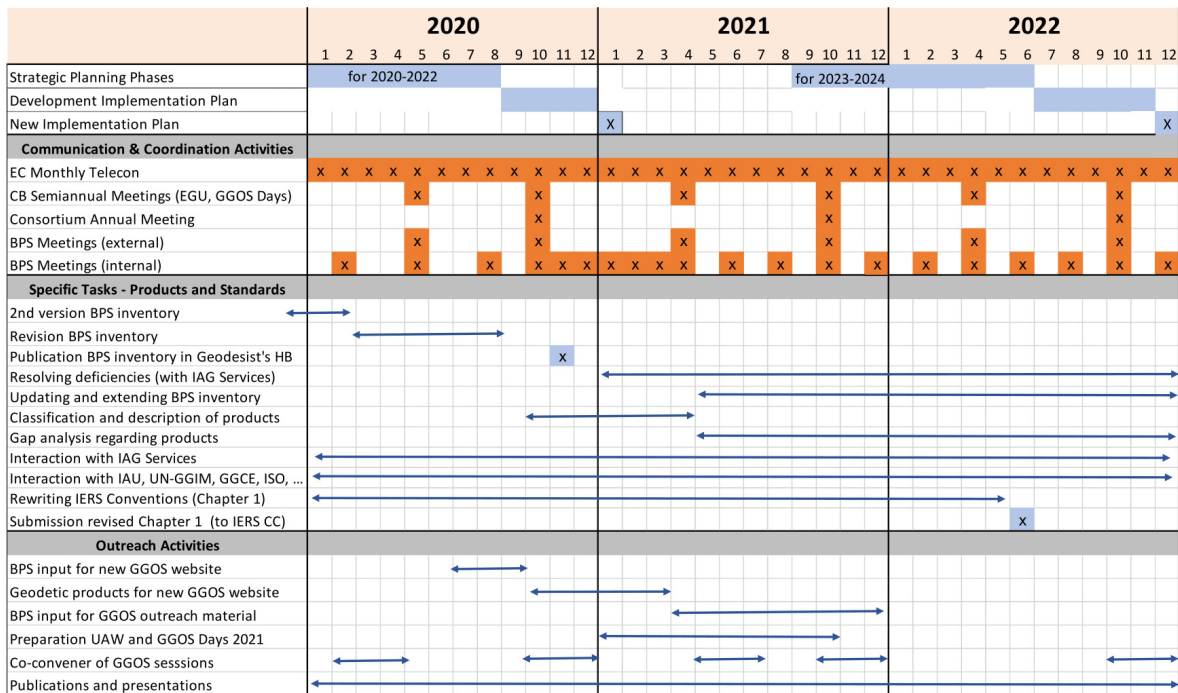 2020 2021 2022
1 2 3 4 5 6 7 8 9 10 11 12 1 2 3 4 5 6 7 8 9 10 11 12 1 2 3 4 5 6 7 8 9 10 11 12
Strategic Planning Phases for 2020-2022 for 2023-2024
Development Implementation Plan
New Implementation Plan X X
Communication & Coordination Activities
EC Monthly Telecon x x x x x x x x x x x x x x x x x x x x x x x x x x x x x x x x x x x x
CB Semiannual Meetings (EGU, GGOS Days) x x x x x x
Consortium Annual Meeting x x x
BPS Meetings (external) x x x x x x
BPS Meetings (internal) x x x x x x x x x x x x x x x x x x x x
Specific Tasks - Products and Standards
2nd version BPS inventory
Revision BPS inventory
Publication BPS inventory in Geodesist's HB x
Resolving deficiencies (with IAG Services)
Updating and extending BPS inventory
Classification and description of products
Gap analysis regarding products
Interaction with IAG Services
Interaction with IAU, UN-GGIM, GGCE, ISO, ...
Rewriting IERS Conventions (Chapter 1)
Submission revised Chapter 1 (to IERS CC) x
Outreach Activities
BPS input for new GGOS website
Geodetic products for new GGOS website
BPS input for GGOS outreach material
Preparation UAW and GGOS Days 2021
Co-convener of GGOS sesssions
Publications and presentations